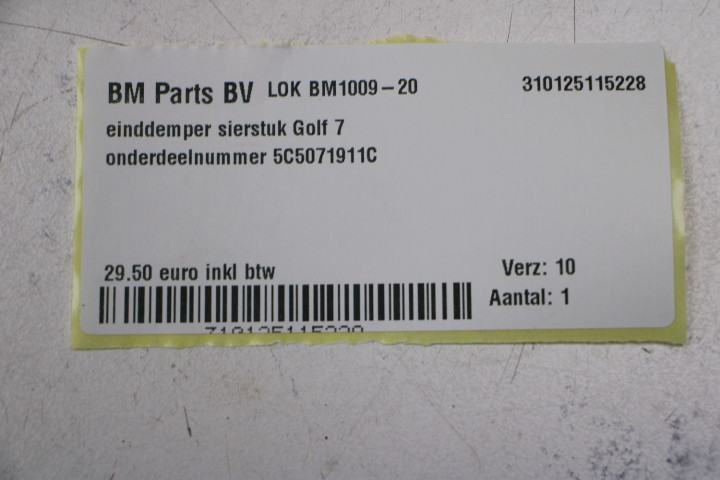 BM Parts BV LOK BM1009-20 310125115228
einddemper sierstuk Golf 7
onderdeelnummer 5C5071911C
29.50 euro inkl btw Verz: 10
Aantal: 1